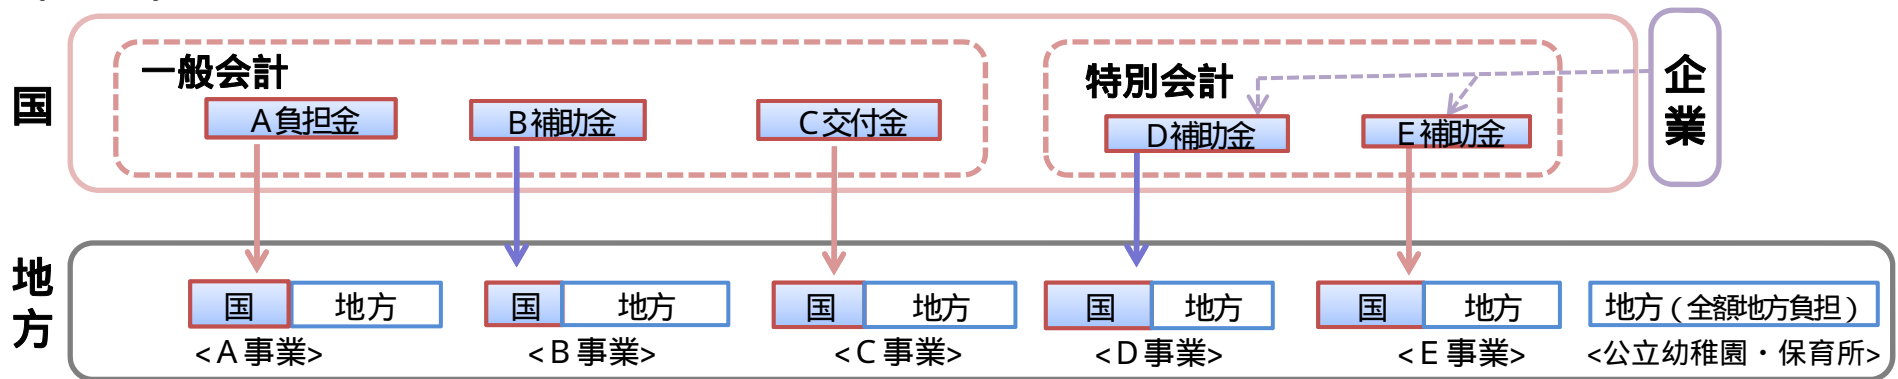 国
一般会計
A負担金
B補助金
C交付金
特別会計
D補助金
E補助金
企業
地方
国 地方
<A事業>
国 地方
<B事業>
国 地方
<C事業>
国 地方
<D事業>
国 地方
<E事業>
地方(全額地方負担)
<公立幼稚園・保育所>